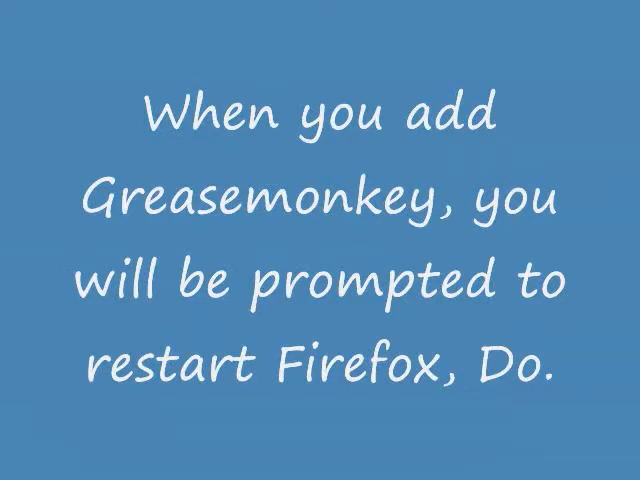 When you add
Greasemonkey, you
will be prompted to
restart Firefox, Do.